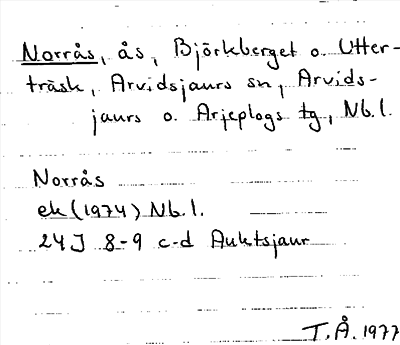 Norrås, ås, Björkberget o. Utter-
träsk, Arvidsjaurs sn, Arvids-
jaurs o. Arjeplogs tg, Nb.l.
Norrås
ek (1974) Nb.l.
24J 8-9 c-d Auktsjaur
T.Å. 1977